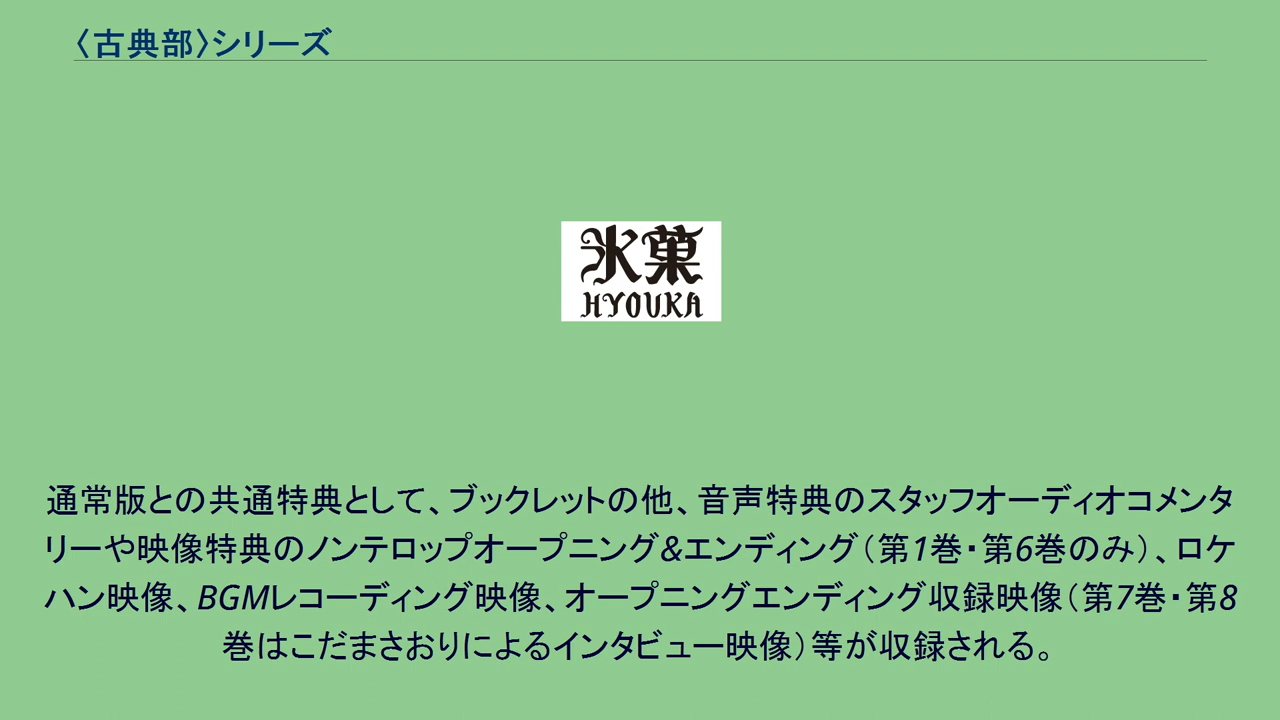 〈古典部〉シリーズ
氷菓
HYOUKA
通常版との共通特典として、ブックレットの他、音声特典のスタッフオーディオコメンタ
リーや映像特典のノンテロップオープニング&エンディング（第1巻・第6巻のみ）、ロケ
ハン映像、BGMレコーディング映像、オープニングエンディング収録映像（第7巻・第8
巻はこだまさおりによるインタビュー映像）等が収録される。